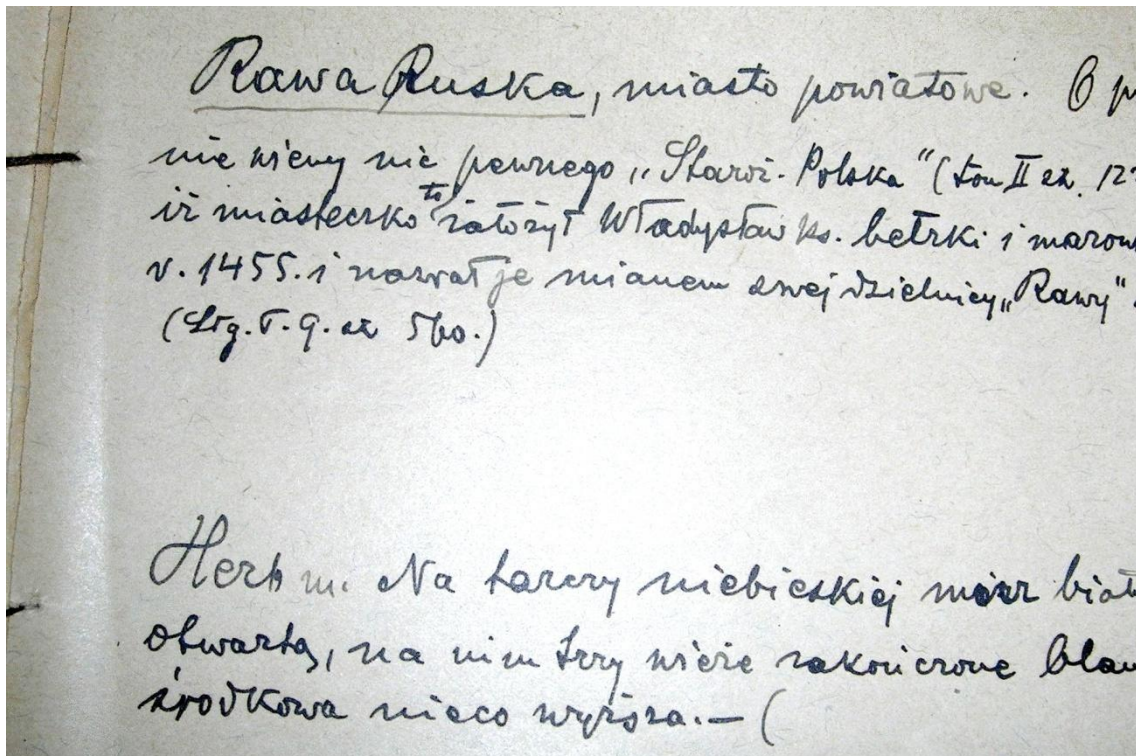 Rawa Ruska, miasto powiatowe. O p
nie wiemy nic pewnego „Staroż. Polska" (tom II str. 12
iż miasteczko to założył Władysław ks. bełzki i mazow
r. 1455. i nazwał je mianem swej dzielnicy „Rawy"
(Słg. T. 9. str 560.)
Herb m. Na tarczy niebieskiej mur biał
otwartą, na nim trzy wieże zakończone blan
środkowa nieco wyższa.— (